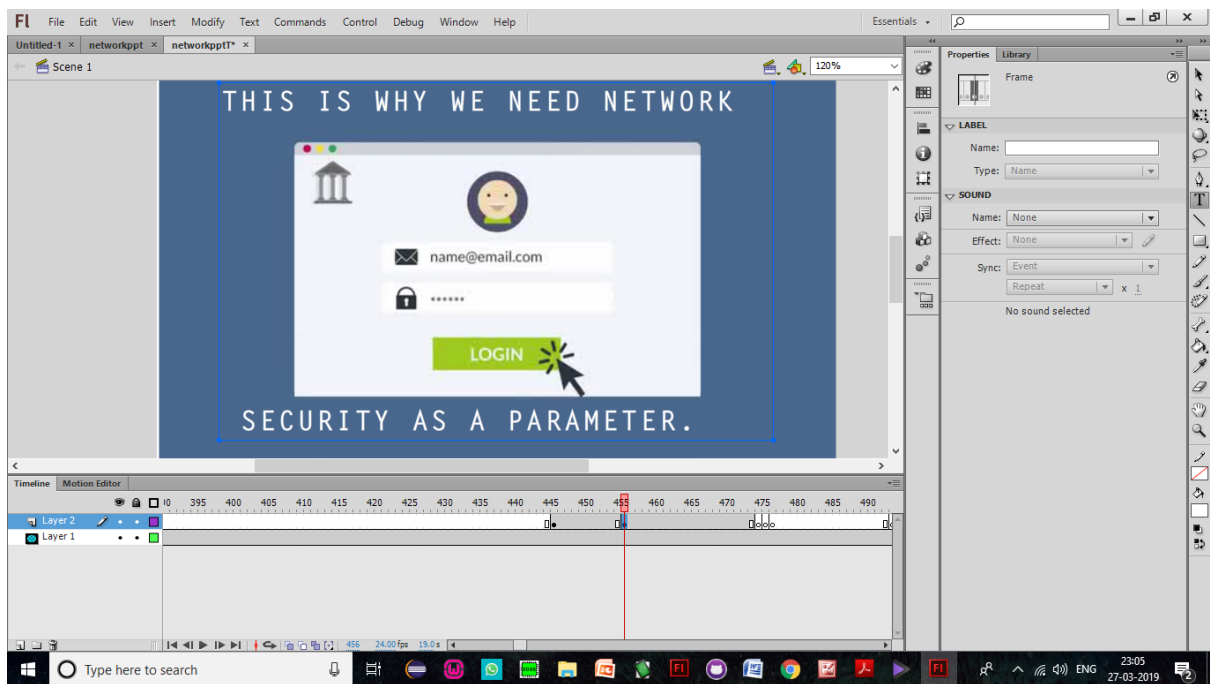 Fl File Edit View Insert Modify Text Commands Control Debug Window Help Essentials
Untitled-1 × networkppt × networkpptT* ×
Scene 1 120%
THIS IS WHY WE NEED NETWORK
name@email.com
LOGIN
SECURITY AS A PARAMETER.
Properties Library
Frame
LABEL
Name:
Type: Name
SOUND
Name: None
Effect: None
Sync: Event
Repeat x 1
No sound selected
Timeline Motion Editor
395 400 405 410 415 420 425 430 435 440 445 450 455 460 465 470 475 480 485 490
Layer 2
Layer 1
456 24.00 fps 19.0 s
Type here to search
ENG 23:05
27-03-2019
2